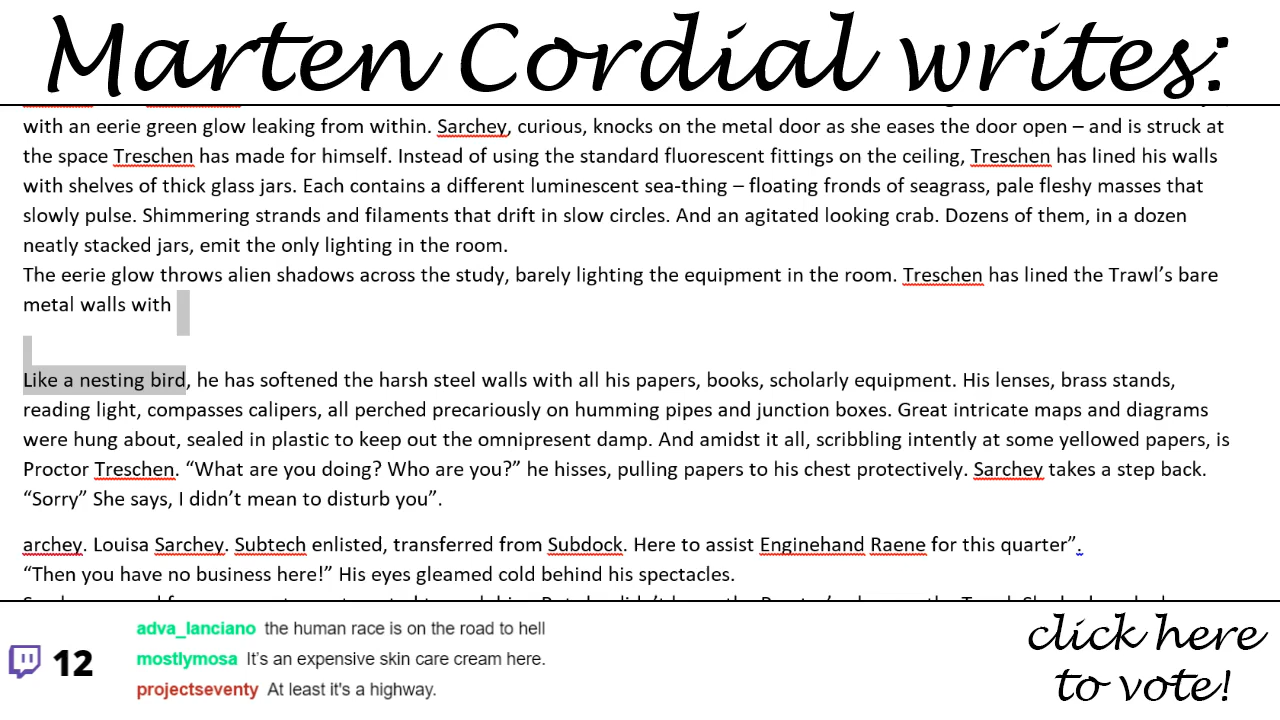 Marten Cordial writes:
with an eerie green glow leaking from within. Sarchey, curious, knocks on the metal door as she eases the door open – and is struck at
the space Treschen has made for himself. Instead of using the standard fluorescent fittings on the ceiling, Treschen has lined his walls
with shelves of thick glass jars. Each contains a different luminescent sea-thing – floating fronds of seagrass, pale fleshy masses that
slowly pulse. Shimmering strands and filaments that drift in slow circles. And an agitated looking crab. Dozens of them, in a dozen
neatly stacked jars, emit the only lighting in the room.
The eerie glow throws alien shadows across the study, barely lighting the equipment in the room. Treschen has lined the Trawl’s bare
metal walls with
Like a nesting bird, he has softened the harsh steel walls with all his papers, books, scholarly equipment. His lenses, brass stands,
reading light, compasses calipers, all perched precariously on humming pipes and junction boxes. Great intricate maps and diagrams
were hung about, sealed in plastic to keep out the omnipresent damp. And amidst it all, scribbling intently at some yellowed papers, is
Proctor Treschen. “What are you doing? Who are you?” he hisses, pulling papers to his chest protectively. Sarchey takes a step back.
“Sorry” She says, I didn’t mean to disturb you”.
archey. Louisa Sarchey. Subtech enlisted, transferred from Subdock. Here to assist Enginehand Raene for this quarter”.
“Then you have no business here!” His eyes gleamed cold behind his spectacles.
12
adva_lanciano the human race is on the road to hell
mostlymosa It's an expensive skin care cream here.
projectseventy At least it's a highway.
click here
to vote!